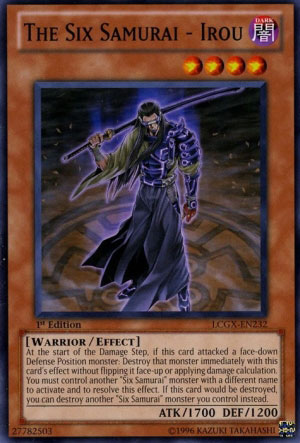 THE SIX SAMURAI - IROU
DARK
闇
1st Edition
LCGX-EN232
[WARRIOR / EFFECT]
At the start of the Damage Step, if this card attacked a face-down
Defense Position monster: Destroy that monster immediately with this
card's effect without flipping it face-up or applying damage calculation.
You must control another "Six Samurai" monster with a different name
to activate and to resolve this effect. If this card would be destroyed,
you can destroy another "Six Samurai" monster you control instead.
ATK/1700 DEF/1200
27782503
©1996 KAZUKI TAKAHASHI